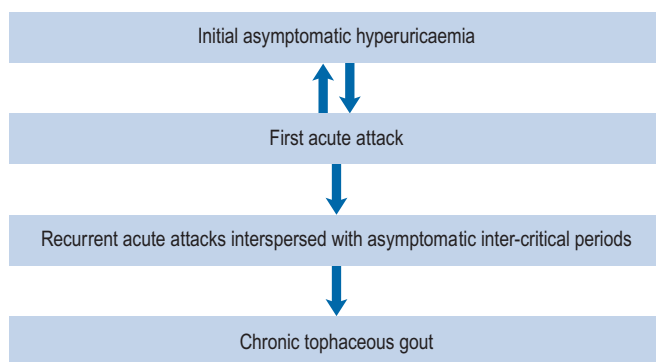 Initial asymptomatic hyperuricaemia
First acute attack
Recurrent acute attacks interspersed with asymptomatic inter-critical periods
Chronic tophaceous gout